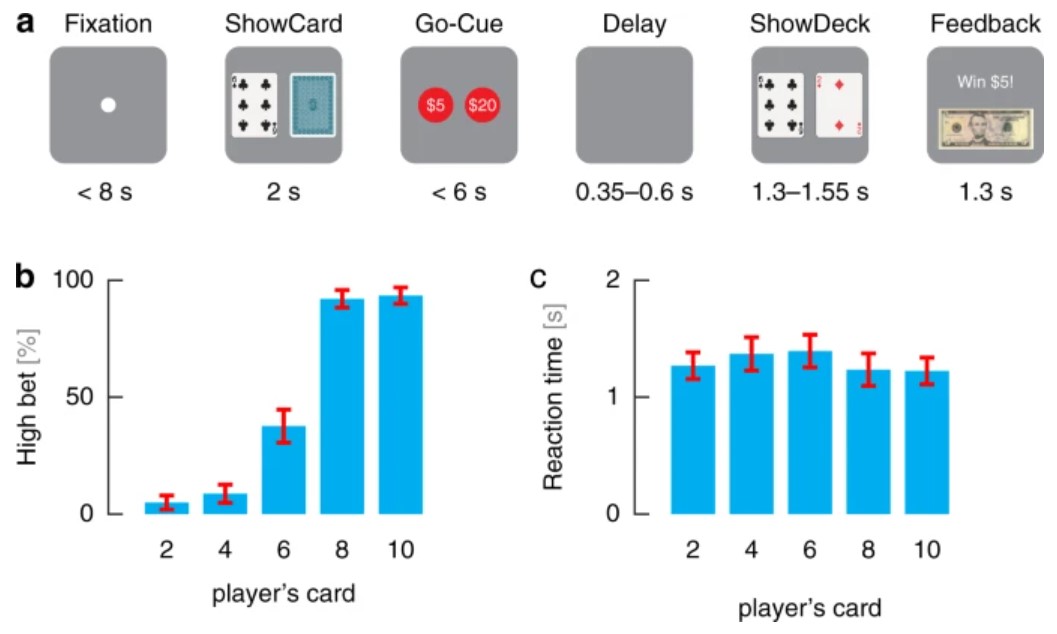 a Fixation ShowCard Go-Cue Delay ShowDeck Feedback
$5 $20
Win $5!
< 8 s 2 s < 6 s 0.35–0.6 s 1.3–1.55 s 1.3 s
b
High bet [%]
100
50
0
2 4 6 8 10
player's card
c
Reaction time [s]
2
1
0
2 4 6 8 10
player's card